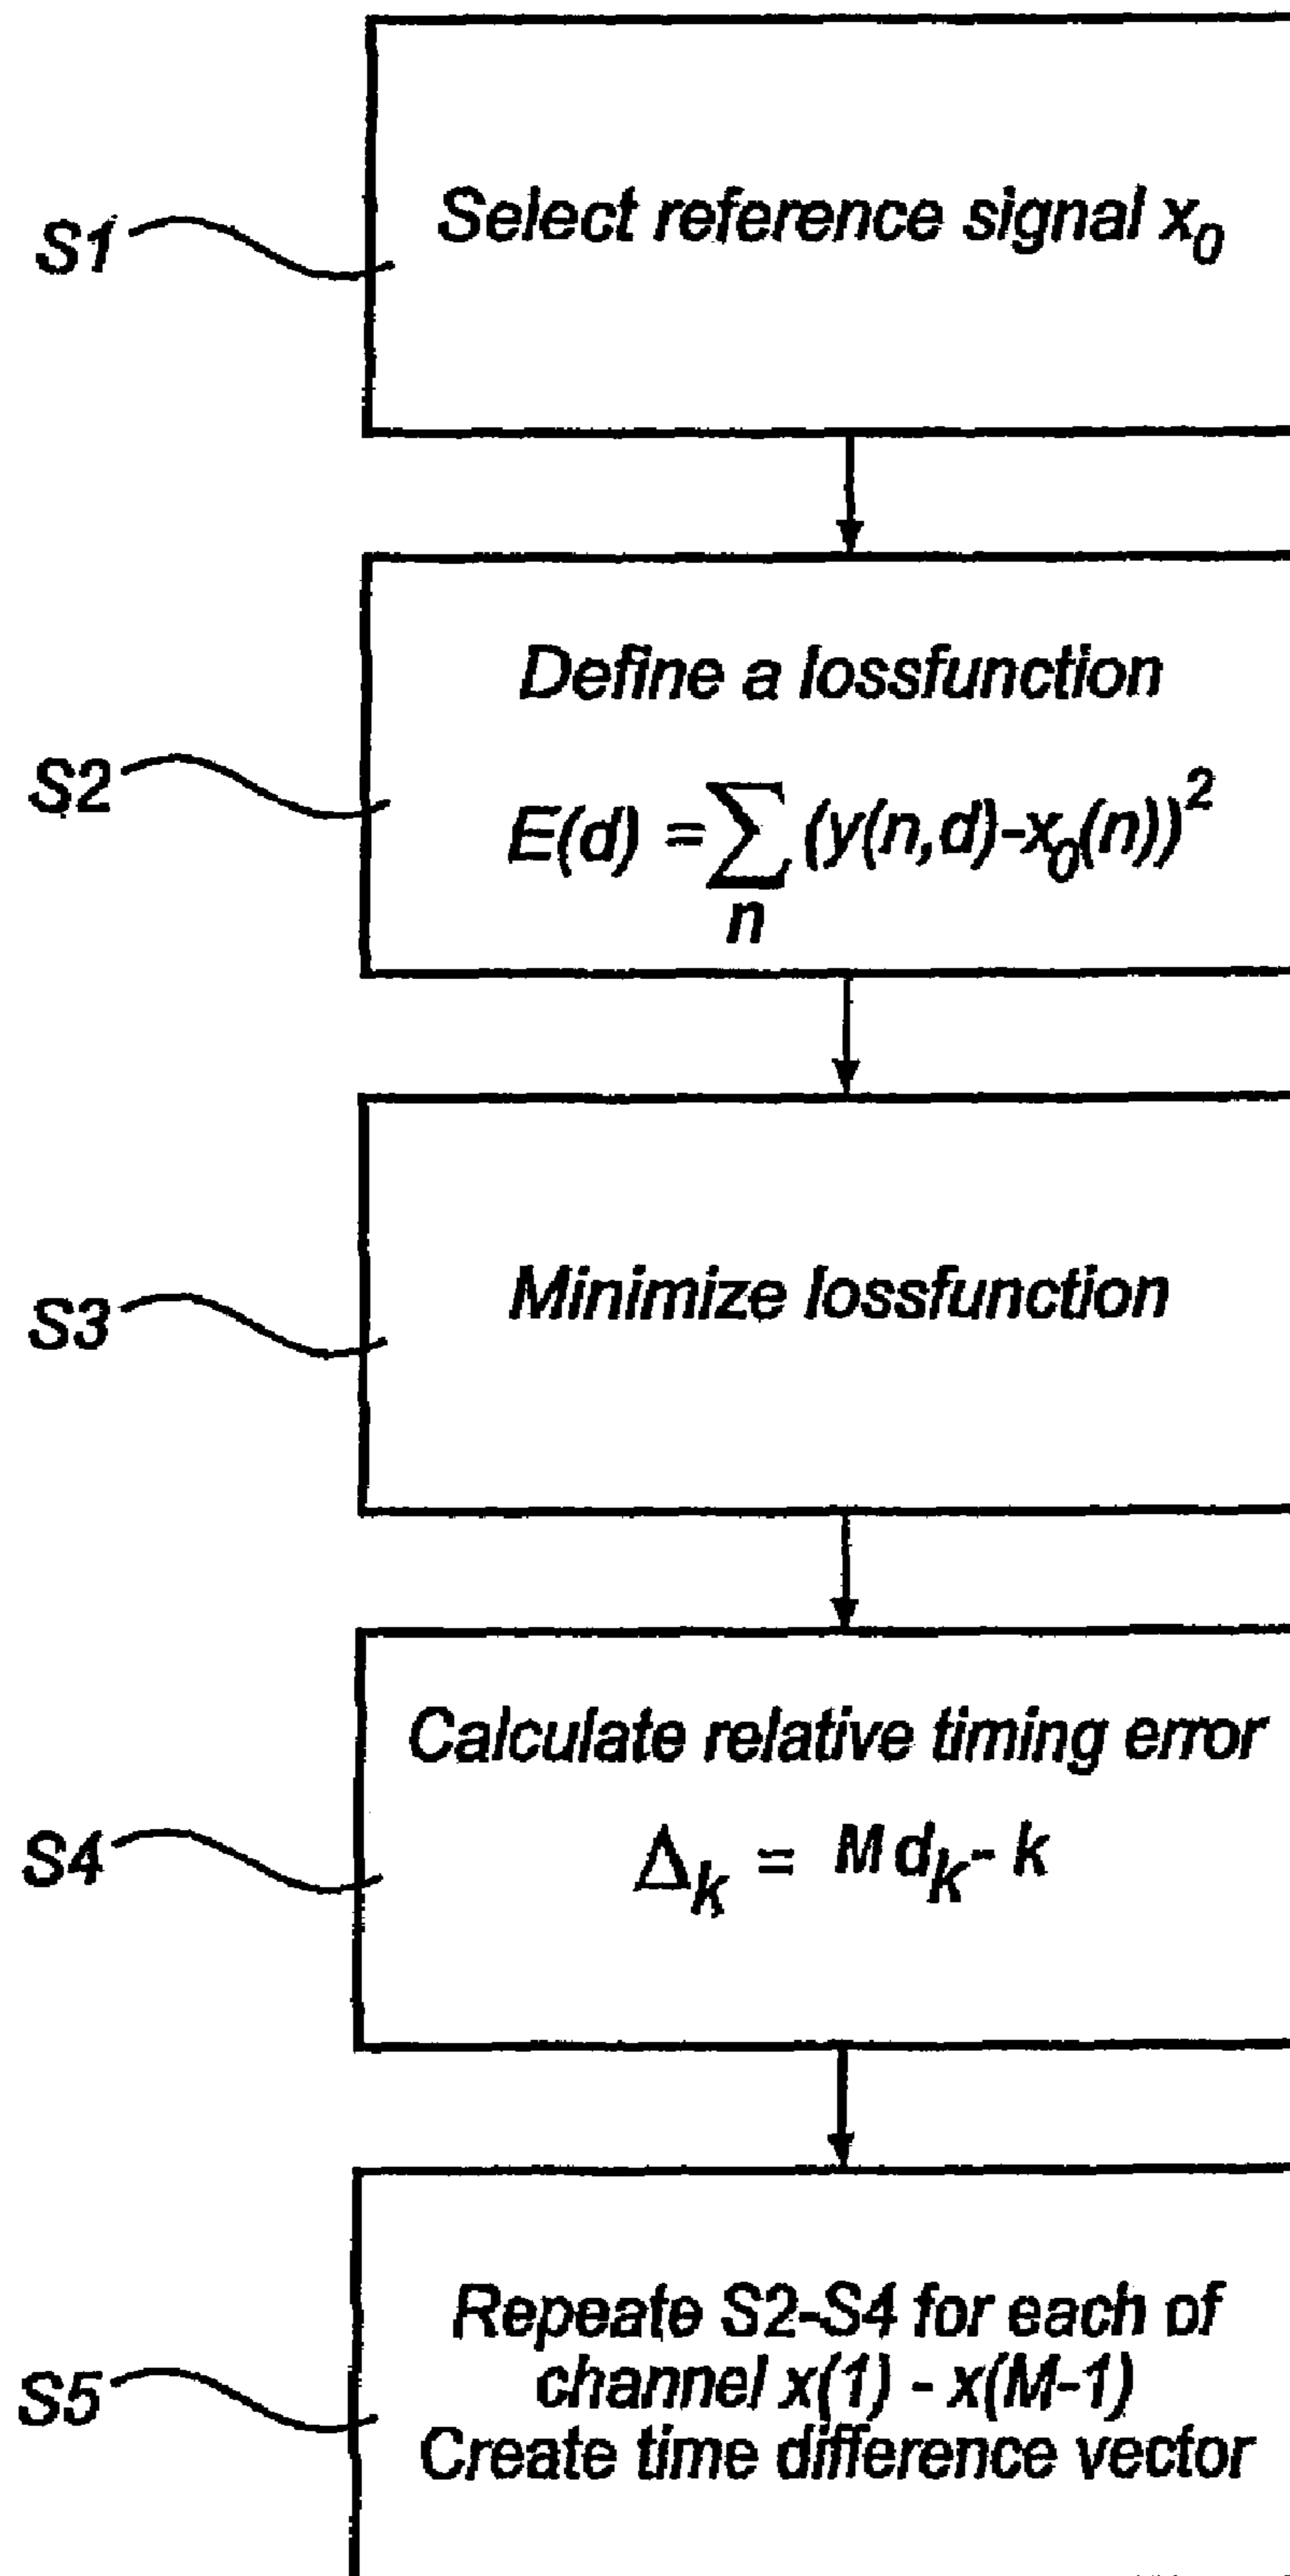 S1
Select reference signal x₀
S2
Define a lossfunction
E(d) = ∑ (y(n,d)-x₀(n))²
n
S3
Minimize lossfunction
S4
Calculate relative timing error
Δₖ = M dₖ- k
S5
Repeate S2-S4 for each of
channel x(1) - x(M-1)
Create time difference vector